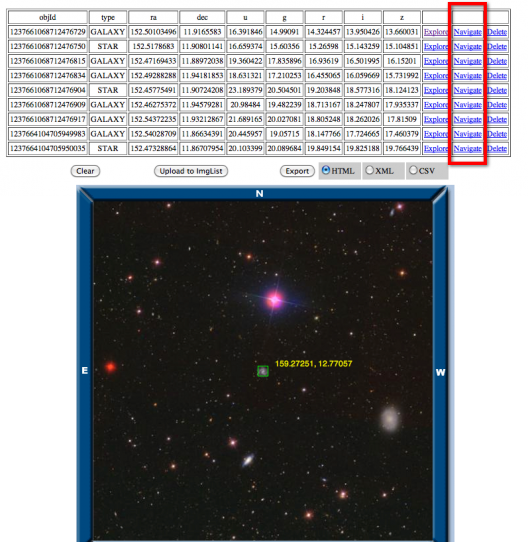 objId type ra dec u g r i z
1237661068712476729 GALAXY 152.50103496 11.9165583 16.391846 14.99091 14.324457 13.950426 13.660031 Explore Navigate Delete
1237661068712476750 STAR 152.5178683 11.90801141 16.659374 15.60356 15.26598 15.143259 15.104851 Explore Navigate Delete
1237661068712476815 GALAXY 152.47169433 11.88972038 19.360422 17.835896 16.93619 16.501995 16.15201 Explore Navigate Delete
1237661068712476834 GALAXY 152.49288288 11.94181853 18.631321 17.210253 16.455065 16.059669 15.731992 Explore Navigate Delete
1237661068712476904 STAR 152.45775491 11.90724208 23.189379 20.504501 19.203848 18.577316 18.124123 Explore Navigate Delete
1237661068712476909 GALAXY 152.46275372 11.94579281 20.98484 19.482239 18.713167 18.247807 17.935337 Explore Navigate Delete
1237661068712476917 GALAXY 152.54372235 11.93212867 21.689165 20.027081 18.805248 18.262026 17.81509 Explore Navigate Delete
1237664104705949983 GALAXY 152.54028709 11.86634391 20.445957 19.05715 18.147766 17.724665 17.460379 Explore Navigate Delete
1237664104705950035 STAR 152.47328864 11.86707954 20.103399 20.089684 19.849154 19.825188 19.766439 Explore Navigate Delete
Clear Upload to ImgList Export HTML XML CSV
N
159.27251, 12.77057
E W